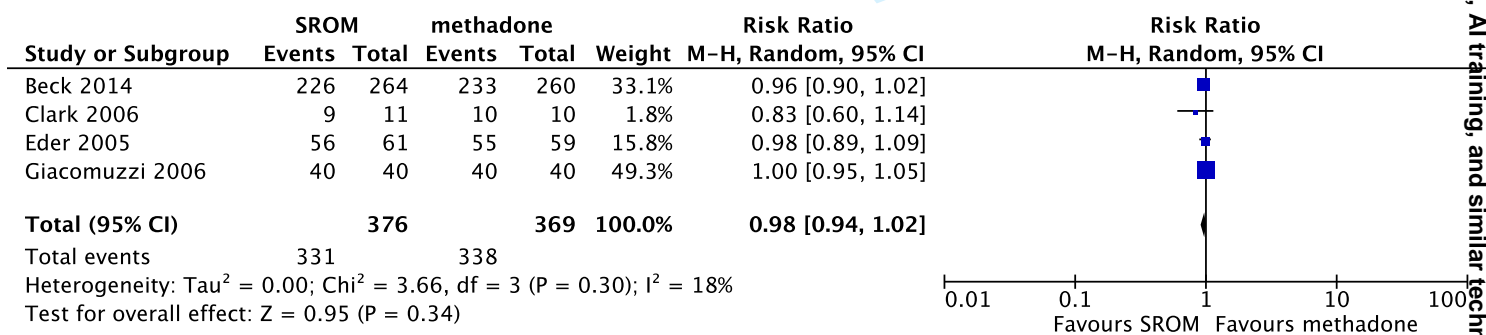 SROM methadone Risk Ratio Risk Ratio
Study or Subgroup Events Total Events Total Weight M-H, Random, 95% CI M-H, Random, 95% CI
Beck 2014 226 264 233 260 33.1% 0.96 [0.90, 1.02]
Clark 2006 9 11 10 10 1.8% 0.83 [0.60, 1.14]
Eder 2005 56 61 55 59 15.8% 0.98 [0.89, 1.09]
Giacomuzzi 2006 40 40 40 40 49.3% 1.00 [0.95, 1.05]
Total (95% CI) 376 369 100.0% 0.98 [0.94, 1.02]
Total events 331 338
Heterogeneity: Tau² = 0.00; Chi² = 3.66, df = 3 (P = 0.30); I² = 18%
Test for overall effect: Z = 0.95 (P = 0.34)
0.01 0.1 1 10 100
Favours SROM Favours methadone
, AI training, and similar